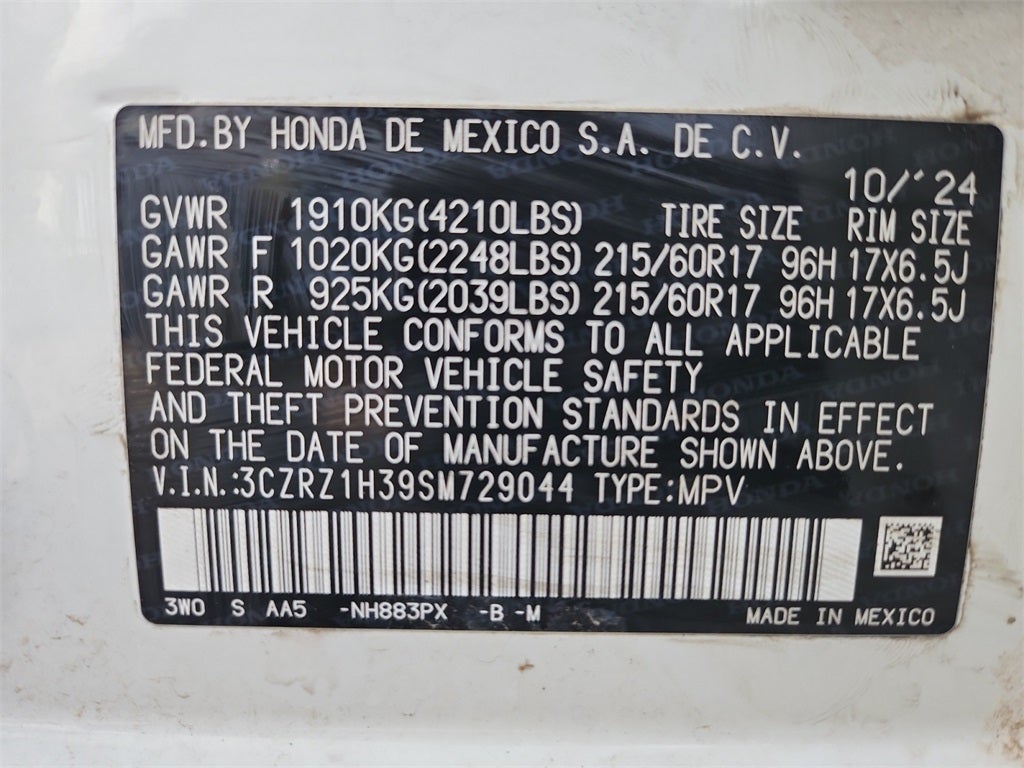 MFD.BY HONDA DE MEXICO S.A. DE C.V.
10/'24
GVWR 1910KG(4210LBS) TIRE SIZE RIM SIZE
GAWR F 1020KG(2248LBS) 215/60R17 96H 17X6.5J
GAWR R 925KG(2039LBS) 215/60R17 96H 17X6.5J
THIS VEHICLE CONFORMS TO ALL APPLICABLE
FEDERAL MOTOR VEHICLE SAFETY
AND THEFT PREVENTION STANDARDS IN EFFECT
ON THE DATE OF MANUFACTURE SHOWN ABOVE.
V.I.N.:3CZRZ1H39SM729044 TYPE:MPV
3W0 S AA5 -NH883PX -B -M MADE IN MEXICO